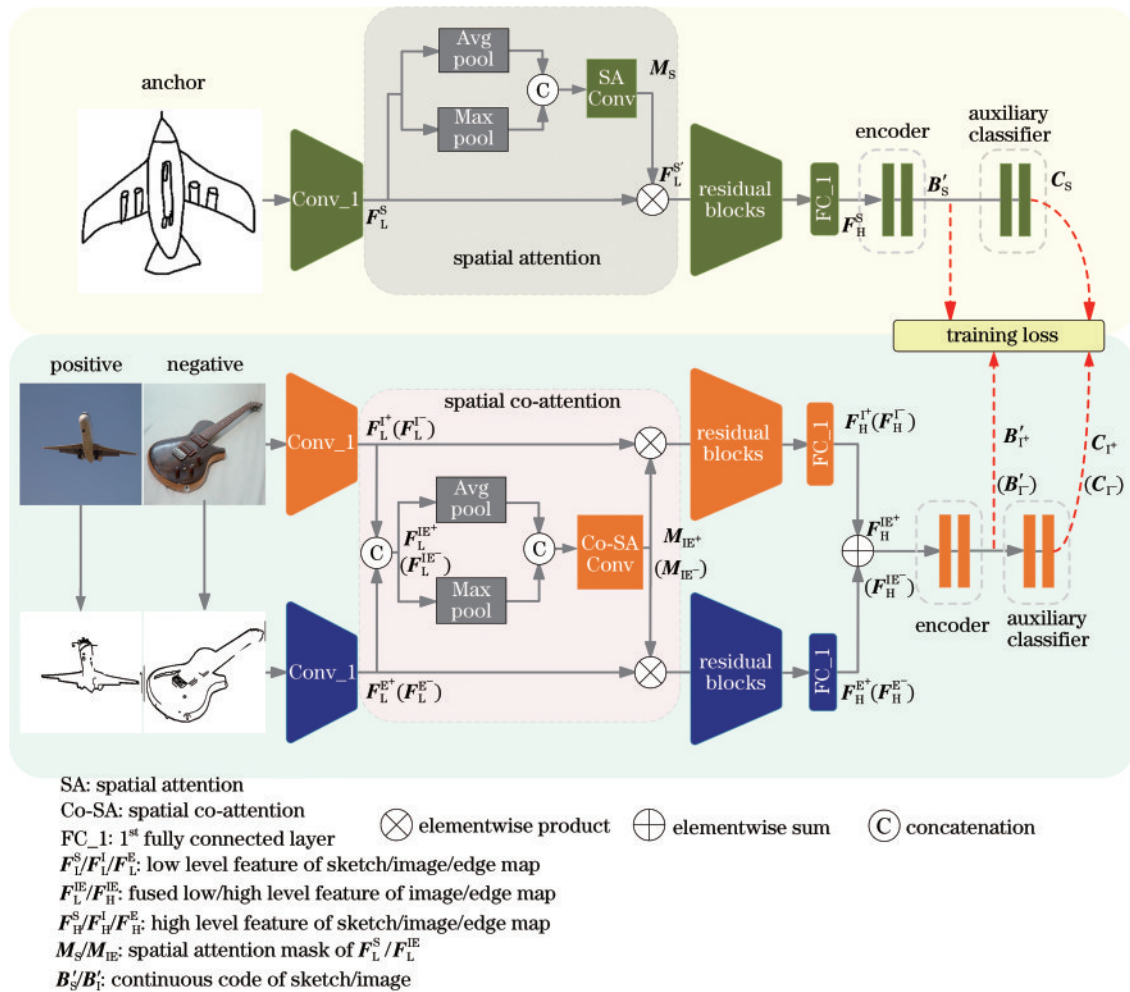 anchor
Avg
pool
Max
pool
C
SA
Conv
M_S
Conv_1
F_L^S
F_L^S'
spatial attention
residual
blocks
FC_1
F_H^S
encoder
B'_S
auxiliary
classifier
C_S
training loss
positive
negative
Conv_1
spatial co-attention
F_L^I+(F_L^I-)
Avg
pool
Max
pool
C
F_L^IE+
(F_L^IE-)
C
Co-SA
Conv
M_IE+
(M_IE-)
residual
blocks
FC_1
F_H^I+(F_H^I-)
B'_I+
(B'_I-)
C_I+
(C_I-)
F_H^IE+
(F_H^IE-)
encoder
auxiliary
classifier
Conv_1
F_L^E+(F_L^E-)
residual
blocks
FC_1
F_H^E+(F_H^E-)
SA: spatial attention
Co-SA: spatial co-attention
FC_1: 1st fully connected layer
elementwise product
elementwise sum
C concatenation
F_L^S/F_L^I/F_L^E: low level feature of sketch/image/edge map
F_L^IE/F_H^IE: fused low/high level feature of image/edge map
F_H^S/F_H^I/F_H^E: high level feature of sketch/image/edge map
M_S/M_IE: spatial attention mask of F_L^S/F_L^IE
B'_S/B'_I: continuous code of sketch/image